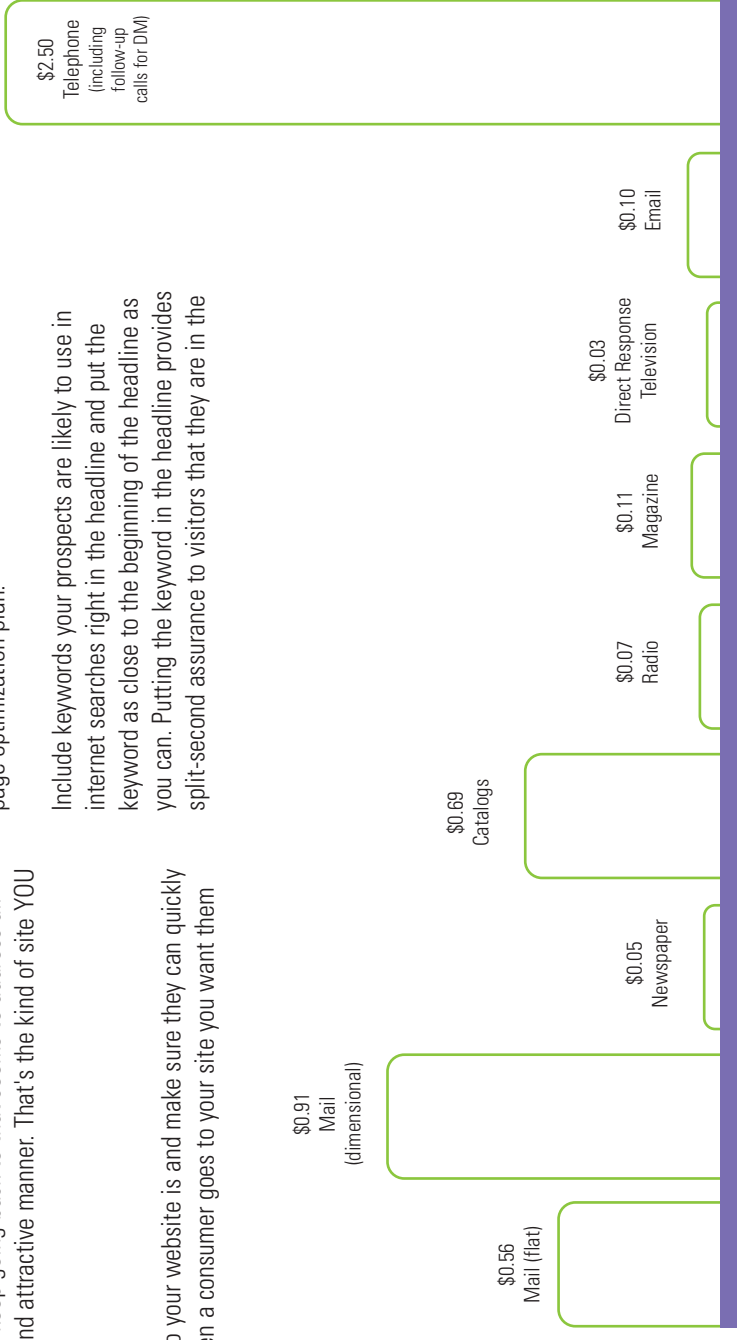 attractive manner. That's the kind of site YOU
your website is and make sure they can quickly
a consumer goes to your site you want them
page optimization plan.
Include keywords your prospects are likely to use in
internet searches right in the headline and put the
keyword as close to the beginning of the headline as
you can. Putting the keyword in the headline provides
split-second assurance to visitors that they are in the
$0.56
Mail (flat)
$0.91
Mail
(dimensional)
$0.05
Newspaper
$0.69
Catalogs
$0.07
Radio
$0.11
Magazine
$0.03
Direct Response
Television
$0.10
Email
$2.50
Telephone
(including
follow-up
calls for DM)